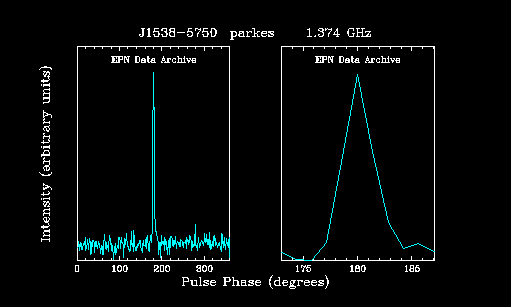 J1538-5750 parkes 1.374 GHz
EPN Data Archive
EPN Data Archive
Intensity (arbitrary units)
0 100 200 300
175 180 185
Pulse Phase (degrees)